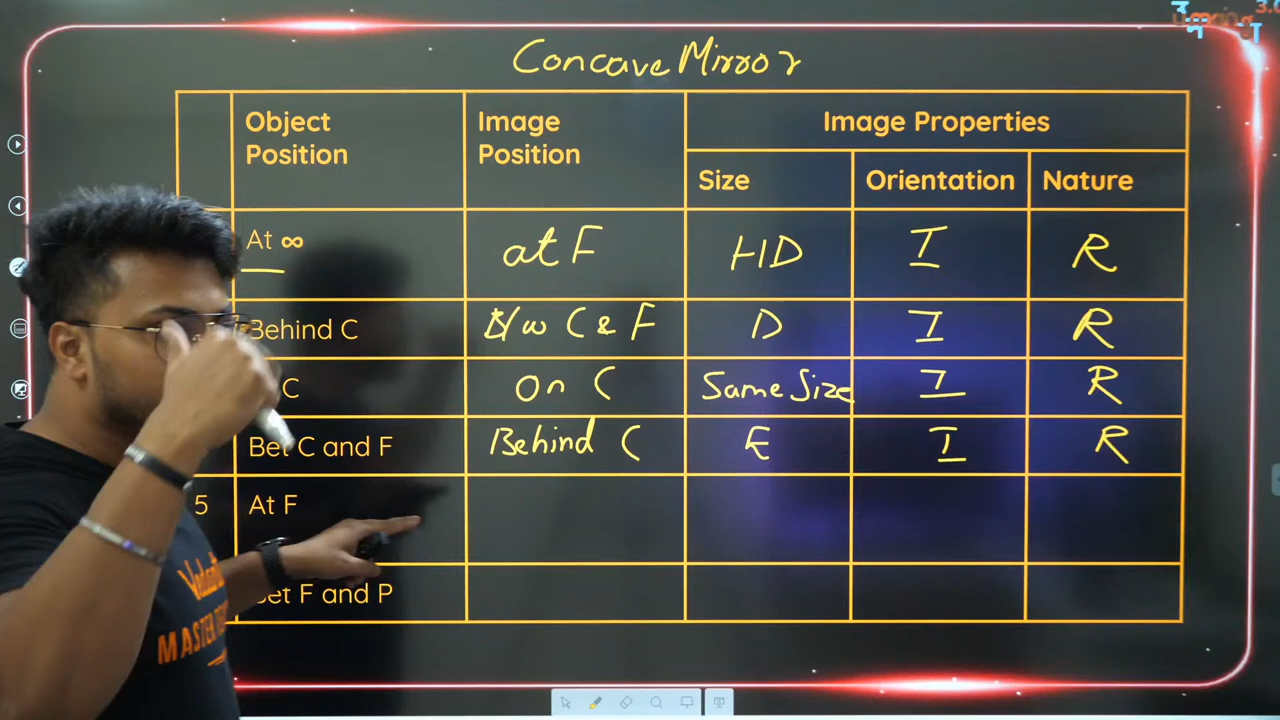 Concave Mirror
Object Position
Image Position
Image Properties
Size
Orientation
Nature
At ∞
at F
HD
I
R
Behind C
B/w C & F
D
I
R
C
On C
Same Size
I
R
Bet C and F
Behind C
E
I
R
5
At F
Bet F and P
MASTER